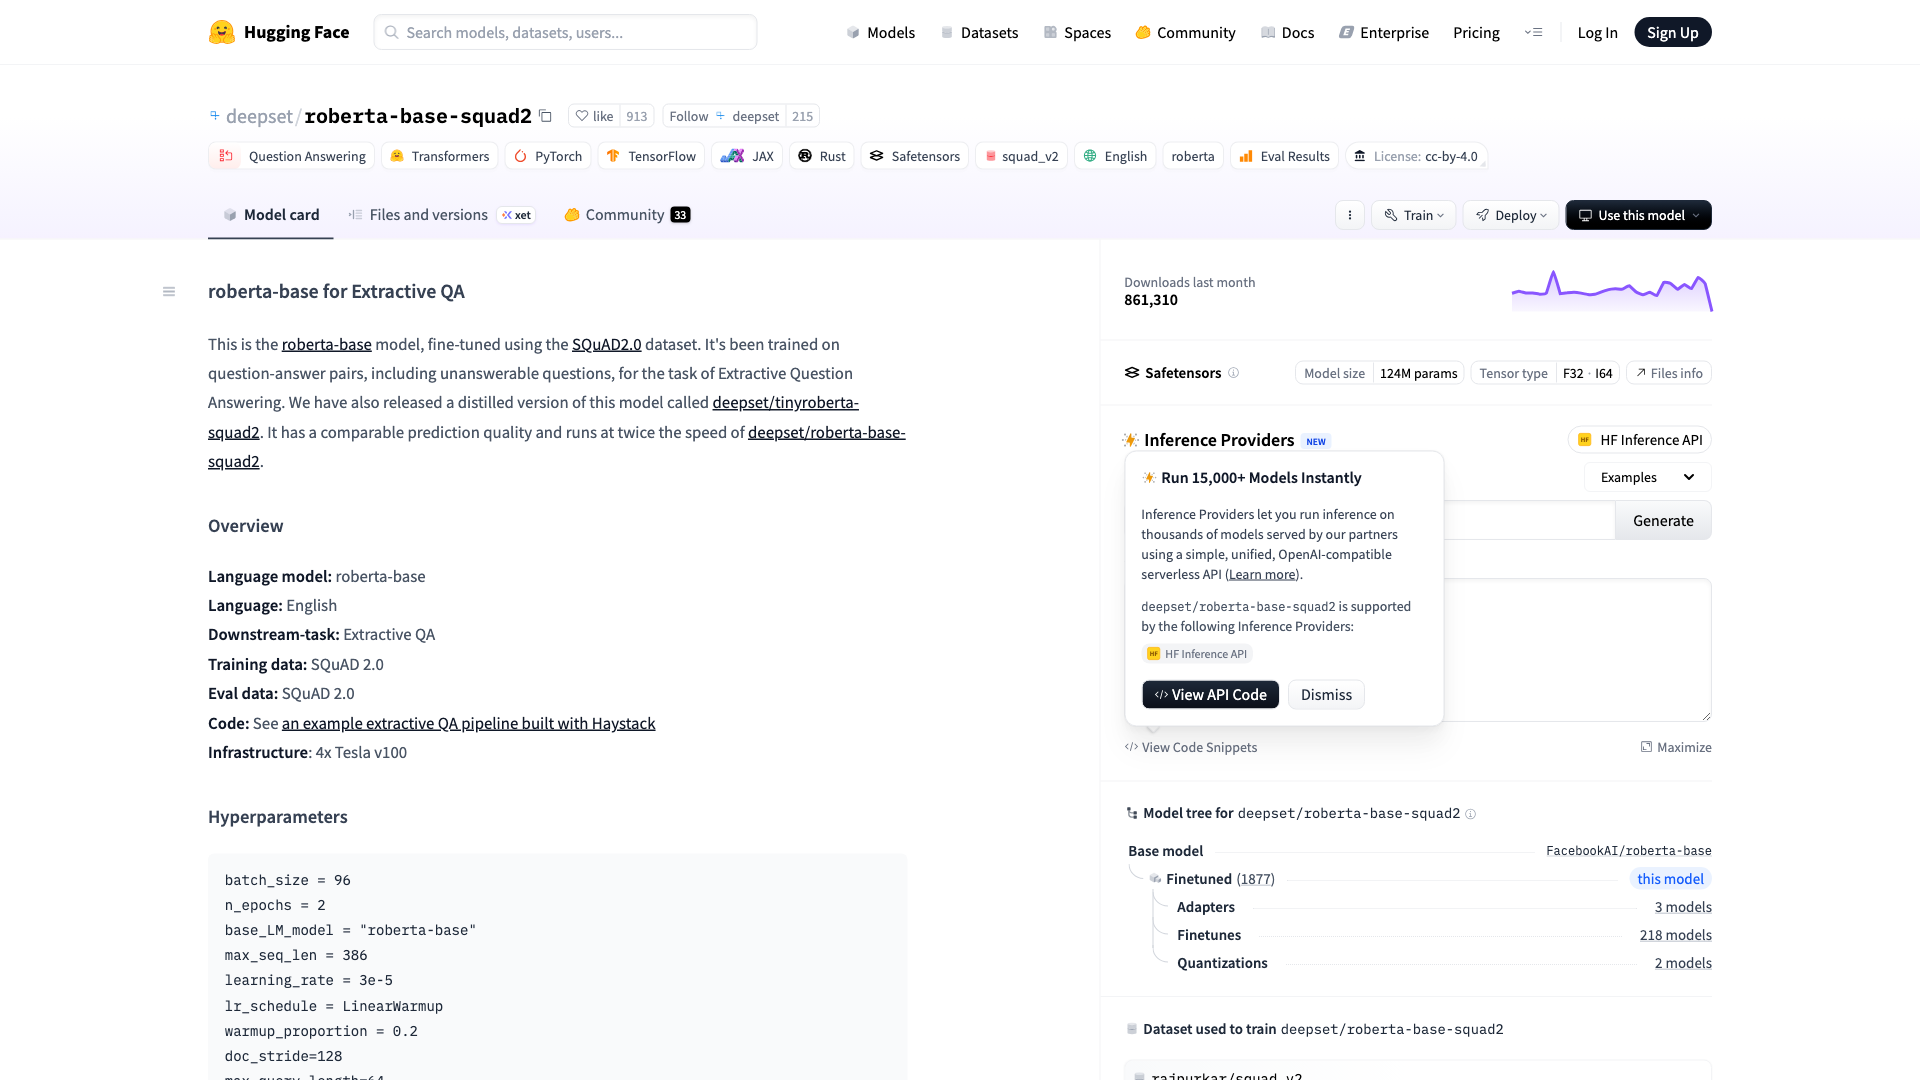 Hugging Face
Search models, datasets, users...
Models
Datasets
Spaces
Community
Docs
Enterprise
Pricing
Log In
Sign Up
deepset/roberta-base-squad2
like 913
Follow deepset 215
Question Answering
Transformers
PyTorch
TensorFlow
JAX
Rust
Safetensors
squad_v2
English
roberta
Eval Results
License: cc-by-4.0
Model card
Files and versions
xet
Community 33
Train
Deploy
Use this model
roberta-base for Extractive QA
This is the roberta-base model, fine-tuned using the SQuAD2.0 dataset. It's been trained on
question-answer pairs, including unanswerable questions, for the task of Extractive Question
Answering. We have also released a distilled version of this model called deepset/tinyroberta-
squad2. It has a comparable prediction quality and runs at twice the speed of deepset/roberta-base-
squad2.
Overview
Language model: roberta-base
Language: English
Downstream-task: Extractive QA
Training data: SQuAD 2.0
Eval data: SQuAD 2.0
Code: See an example extractive QA pipeline built with Haystack
Infrastructure: 4x Tesla v100
Hyperparameters
batch_size = 96
n_epochs = 2
base_LM_model = "roberta-base"
max_seq_len = 386
learning_rate = 3e-5
lr_schedule = LinearWarmup
warmup_proportion = 0.2
doc_stride=128
max_query_length=64
Downloads last month
861,310
Safetensors
Model size 124M params
Tensor type F32 · I64
Files info
Inference Providers NEW
HF Inference API
Examples
Generate
Run 15,000+ Models Instantly
Inference Providers let you run inference on
thousands of models served by our partners
using a simple, unified, OpenAI-compatible
serverless API (Learn more).
deepset/roberta-base-squad2 is supported
by the following Inference Providers:
HF Inference API
View API Code
Dismiss
View Code Snippets
Maximize
Model tree for deepset/roberta-base-squad2
Base model FacebookAI/roberta-base
Finetuned (1877) this model
Adapters 3 models
Finetunes 218 models
Quantizations 2 models
Dataset used to train deepset/roberta-base-squad2
rajpurkar/squad_v2